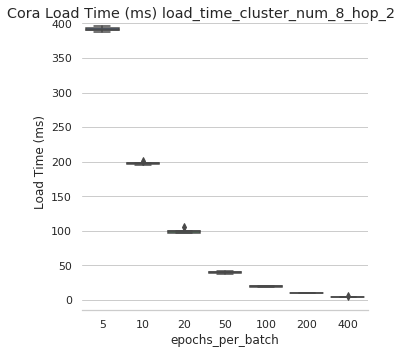 Cora Load Time (ms) load_time_cluster_num_8_hop_2
400
350
300
250
200
150
100
50
0
Load Time (ms)
5 10 20 50 100 200 400
epochs_per_batch